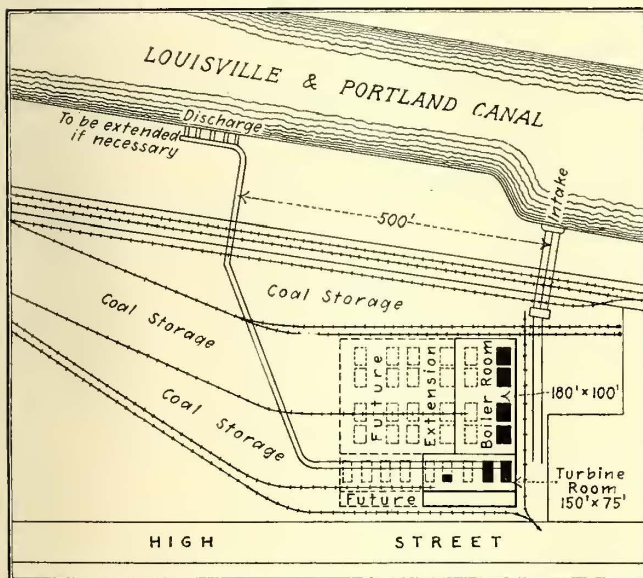 LOUISVILLE & PORTLAND CANAL
Discharge
To be extended
if necessary
Intake
500'
Coal Storage
Coal Storage
Coal Storage
Future
Extension
Boiler Room
180' x 100'
Turbine
Room
150' x 75'
Future
HIGH STREET